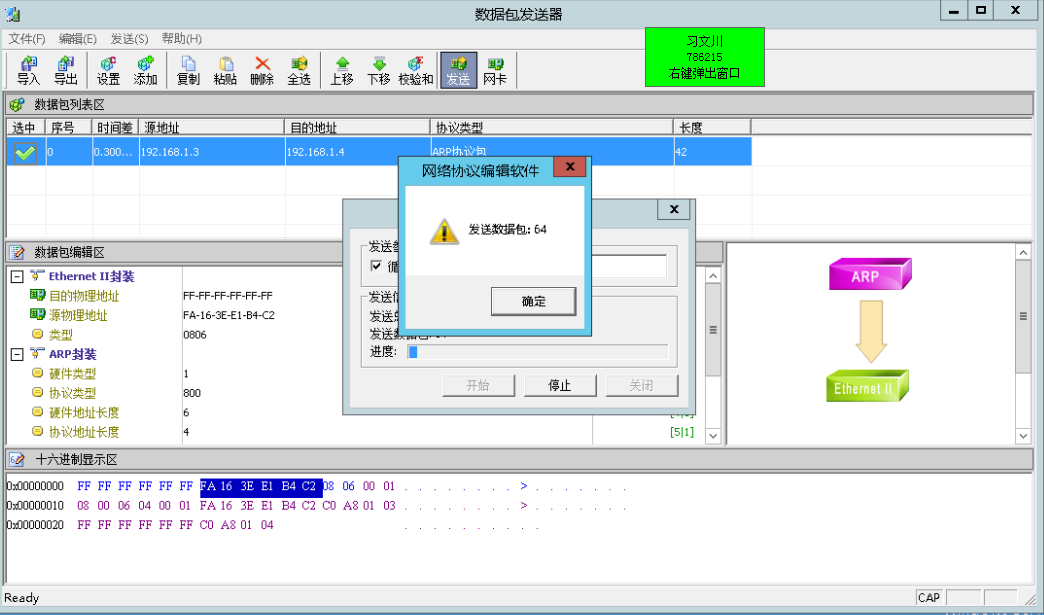 数据包发送器
文件(F) 编辑(E) 发送(S) 帮助(H)
习文川
786215
右键弹出窗口
导入 导出 设置 添加 复制 粘贴 删除 全选 上移 下移 校验和 发送 网卡
数据包列表区
选中 序号 时间差 源地址 目的地址 协议类型 长度
0 0.300... 192.168.1.3 192.168.1.4 ARP协议包 42
网络协议编辑软件
发送数据包: 64
确定
发送
发送
发送
发送数据
进度:
开始 停止 关闭
数据包编辑区
Ethernet II封装
目的物理地址 FF-FF-FF-FF-FF-FF
源物理地址 FA-16-3E-E1-B4-C2
类型 0806
ARP封装
硬件类型 1
协议类型 800
硬件地址长度 6
协议地址长度 4 [5|1]
ARP
Ethernet II
十六进制显示区
0x00000000 FF FF FF FF FF FF FA 16 3E E1 B4 C2 08 06 00 01 . . . . . . . . > . . . . . . .
0x00000010 08 00 06 04 00 01 FA 16 3E E1 B4 C2 C0 A8 01 03 . . . . . . . . > . . . . . . .
0x00000020 FF FF FF FF FF FF C0 A8 01 04 . . . . . . . . . .
Ready CAP